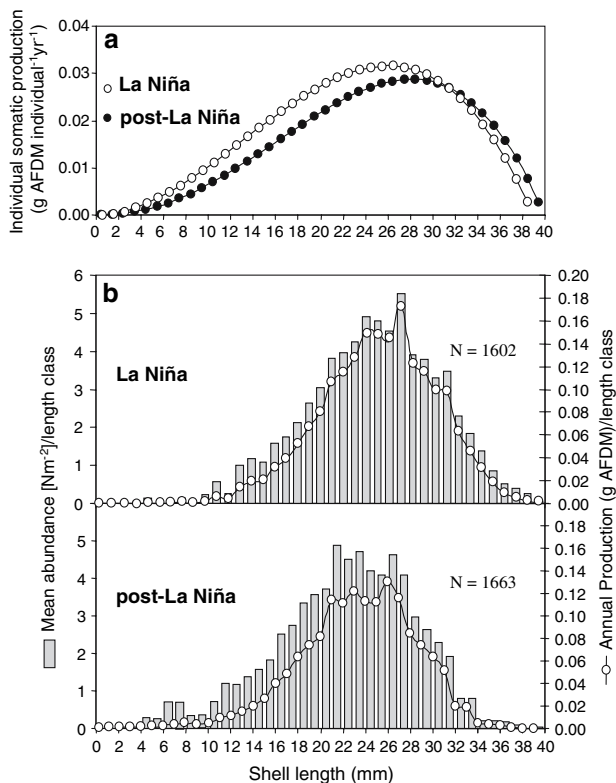 Individual somatic production
(g AFDM individual⁻¹yr⁻¹)
0.04
0.03
0.02
0.01
0.00
a
La Niña
post-La Niña
0 2 4 6 8 10 12 14 16 18 20 22 24 26 28 30 32 34 36 38 40
Mean abundance [Nm⁻²]/length class
6
5
4
3
2
1
0
b
La Niña
N = 1602
0.20
0.18
0.16
0.14
0.12
0.10
0.08
0.06
0.04
0.02
0.00
5
4
3
2
1
0
post-La Niña
N = 1663
0.18
0.16
0.14
0.12
0.10
0.08
0.06
0.04
0.02
0.00
Annual Production (g AFDM)/length class
0 2 4 6 8 10 12 14 16 18 20 22 24 26 28 30 32 34 36 38 40
Shell length (mm)